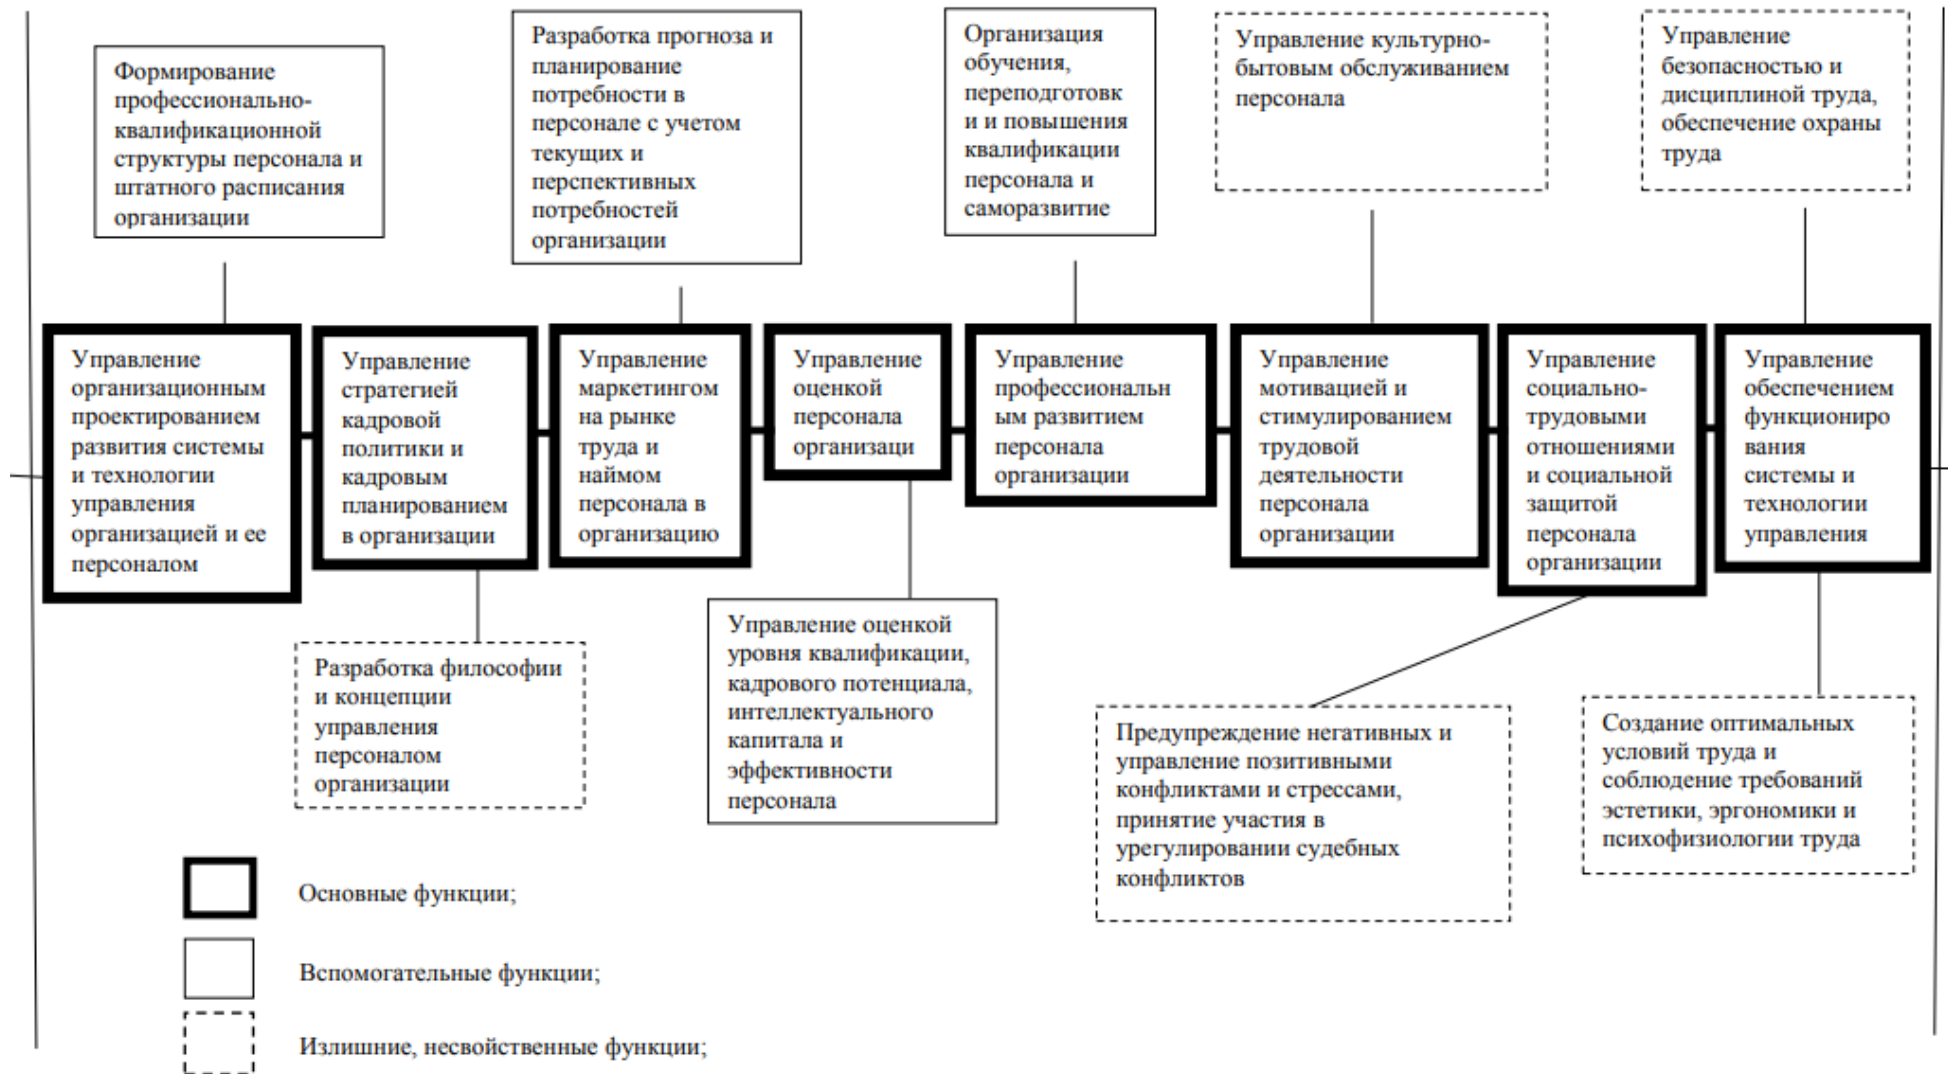 Формирование
профессионально-
квалификационной
структуры персонала и
штатного расписания
организации
Разработка прогноза и
планирование
потребности в
персонале с учетом
текущих и
перспективных
потребностей
организации
Организация
обучения,
переподготовк
и и повышения
квалификации
персонала и
саморазвитие
Управление культурно-
бытовым обслуживанием
персонала
Управление
безопасностью и
дисциплиной труда,
обеспечение охраны
труда
Управление
организационным
проектированием
развития системы
и технологии
управления
организацией и ее
персоналом
Управление
стратегией
кадровой
политики и
кадровым
планированием
в организации
Управление
маркетингом
на рынке
труда и
наймом
персонала в
организацию
Управление
оценкой
персонала
организаци
Управление
профессиональн
ым развитием
персонала
организации
Управление
мотивацией и
стимулированием
трудовой
деятельности
персонала
организации
Управление
социально-
трудовыми
отношениями
и социальной
защитой
персонала
организации
Управление
обеспечением
функциониро
вания
системы и
технологии
управления
Разработка философии
и концепции
управления
персоналом
организации
Управление оценкой
уровня квалификации,
кадрового потенциала,
интеллектуального
капитала и
эффективности
персонала
Предупреждение негативных и
управление позитивными
конфликтами и стрессами,
принятие участия в
урегулировании судебных
конфликтов
Создание оптимальных
условий труда и
соблюдение требований
эстетики, эргономики и
психофизиологии труда
Основные функции;
Вспомогательные функции;
Излишние, несвойственные функции;